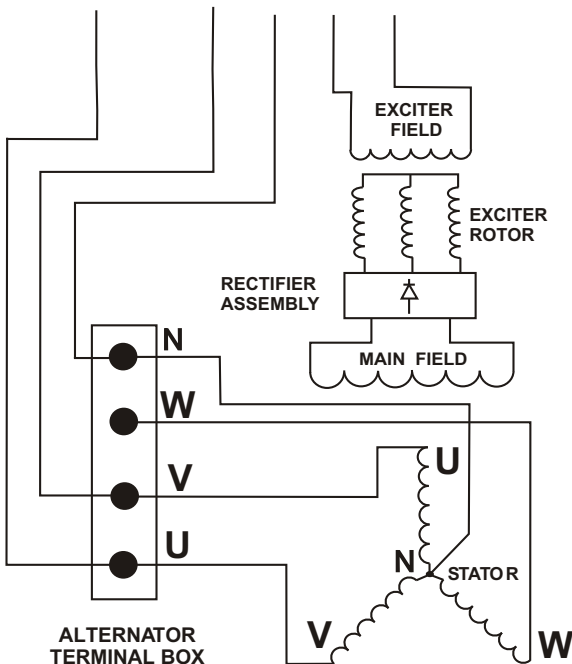 EXCITER
FIELD
EXCITER
ROTOR
RECTIFIER
ASSEMBLY
MAIN FIELD
N
W
V
U
U
N
STATOR
V
W
ALTERNATOR
TERMINAL BOX